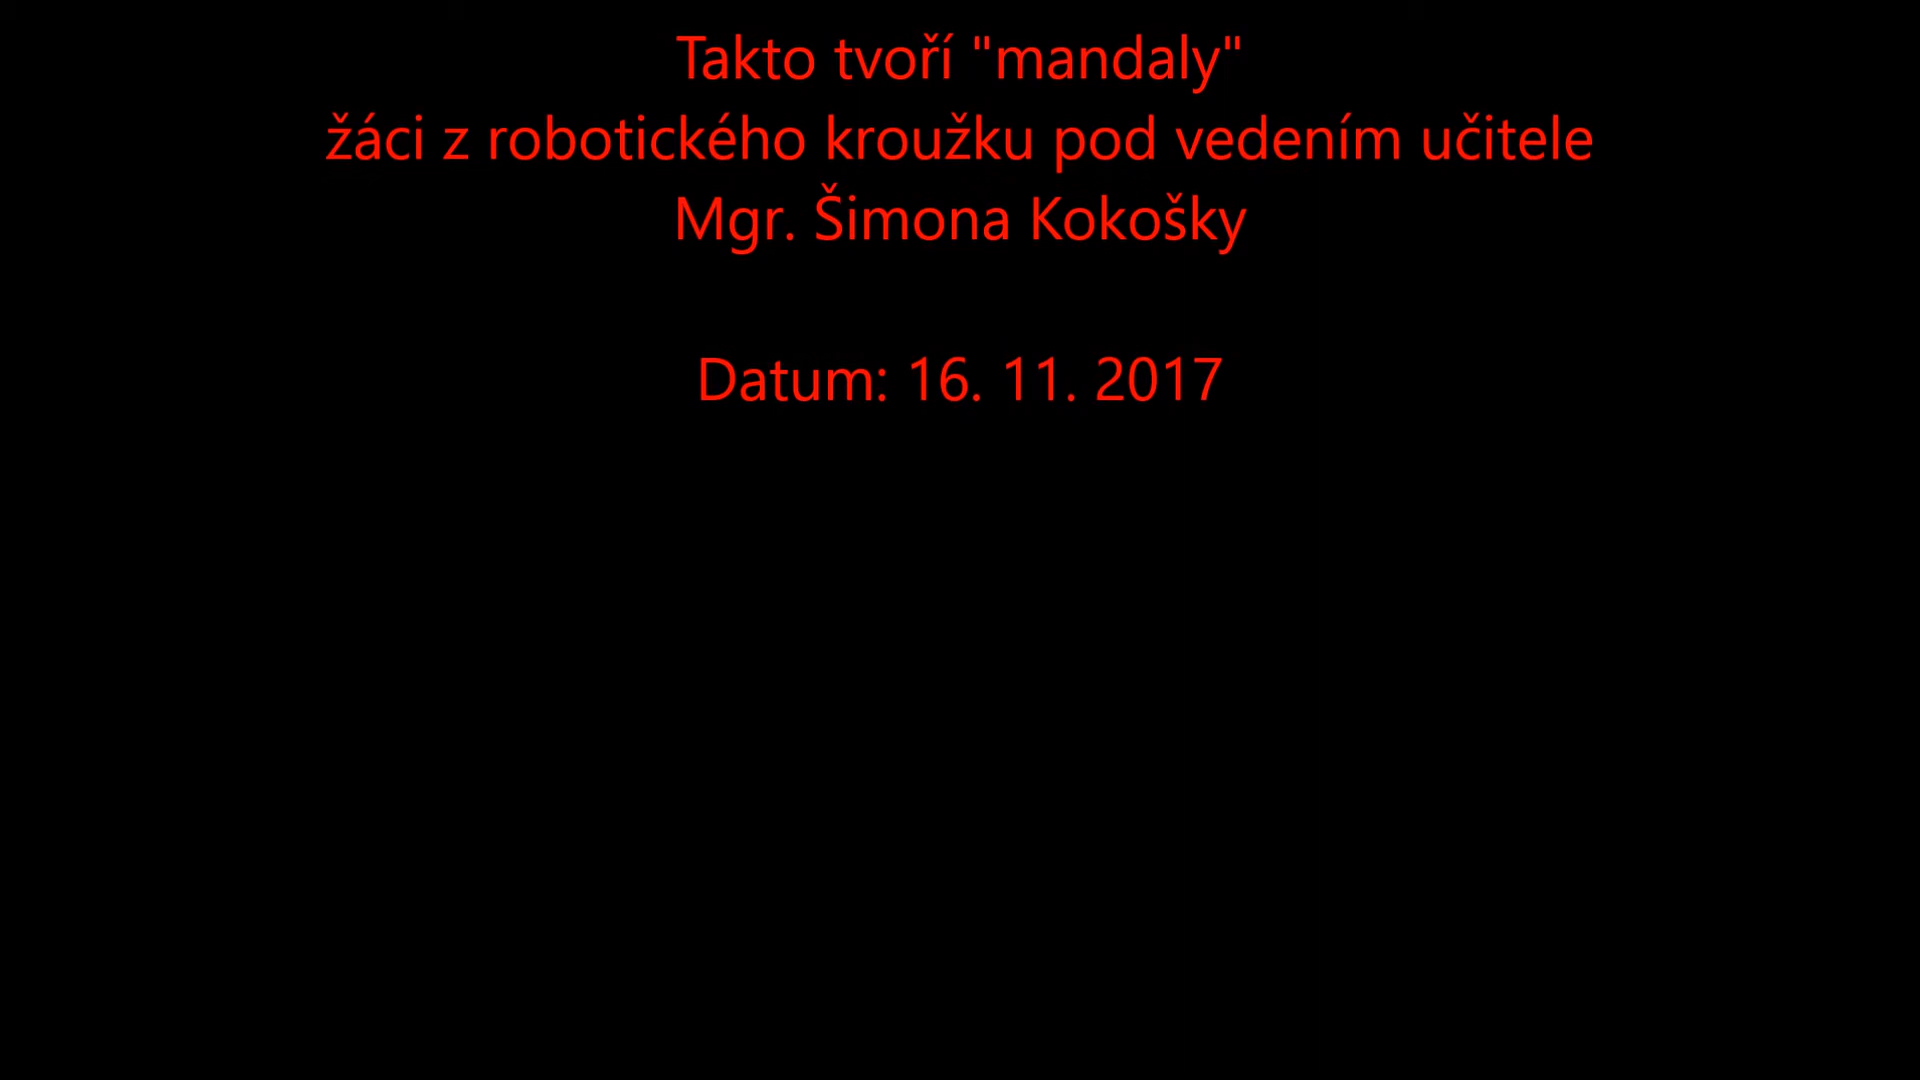 Takto tvoří "mandaly"
žáci z robotického kroužku pod vedením učitele
Mgr. Šimona Kokošky
Datum: 16. 11. 2017